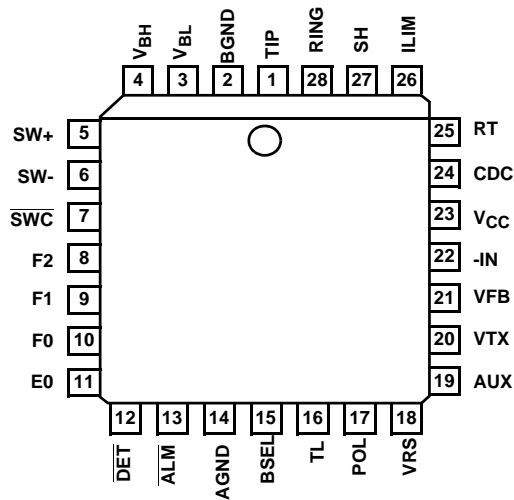 VBH VBL BGND TIP RING SH ILIM
4 3 2 1 28 27 26
SW+ 5 25 RT
SW- 6 24 CDC
SWC 7 23 VCC
F2 8 22 -IN
F1 9 21 VFB
F0 10 20 VTX
E0 11 19 AUX
12 13 14 15 16 17 18
DET ALM AGND BSEL TL POL VRS